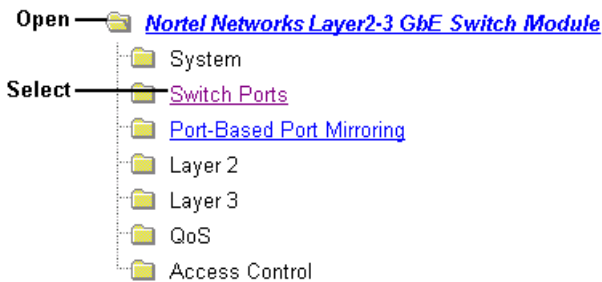 Open Nortel Networks Layer2-3 GbE Switch Module
System
Select Switch Ports
Port-Based Port Mirroring
Layer 2
Layer 3
QoS
Access Control